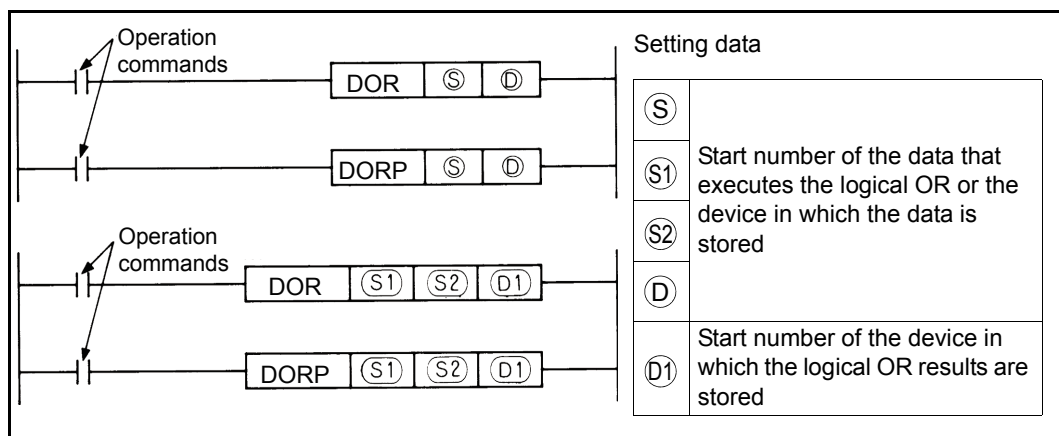 Operation
commands
DOR Ⓢ Ⓓ
DORP Ⓢ Ⓓ
Operation
commands
DOR (S1) (S2) (D1)
DORP (S1) (S2) (D1)
Setting data
Ⓢ
(S1)
(S2)
Ⓓ
Start number of the data that
executes the logical OR or the
device in which the data is
stored
(D1)
Start number of the device in
which the logical OR results are
stored